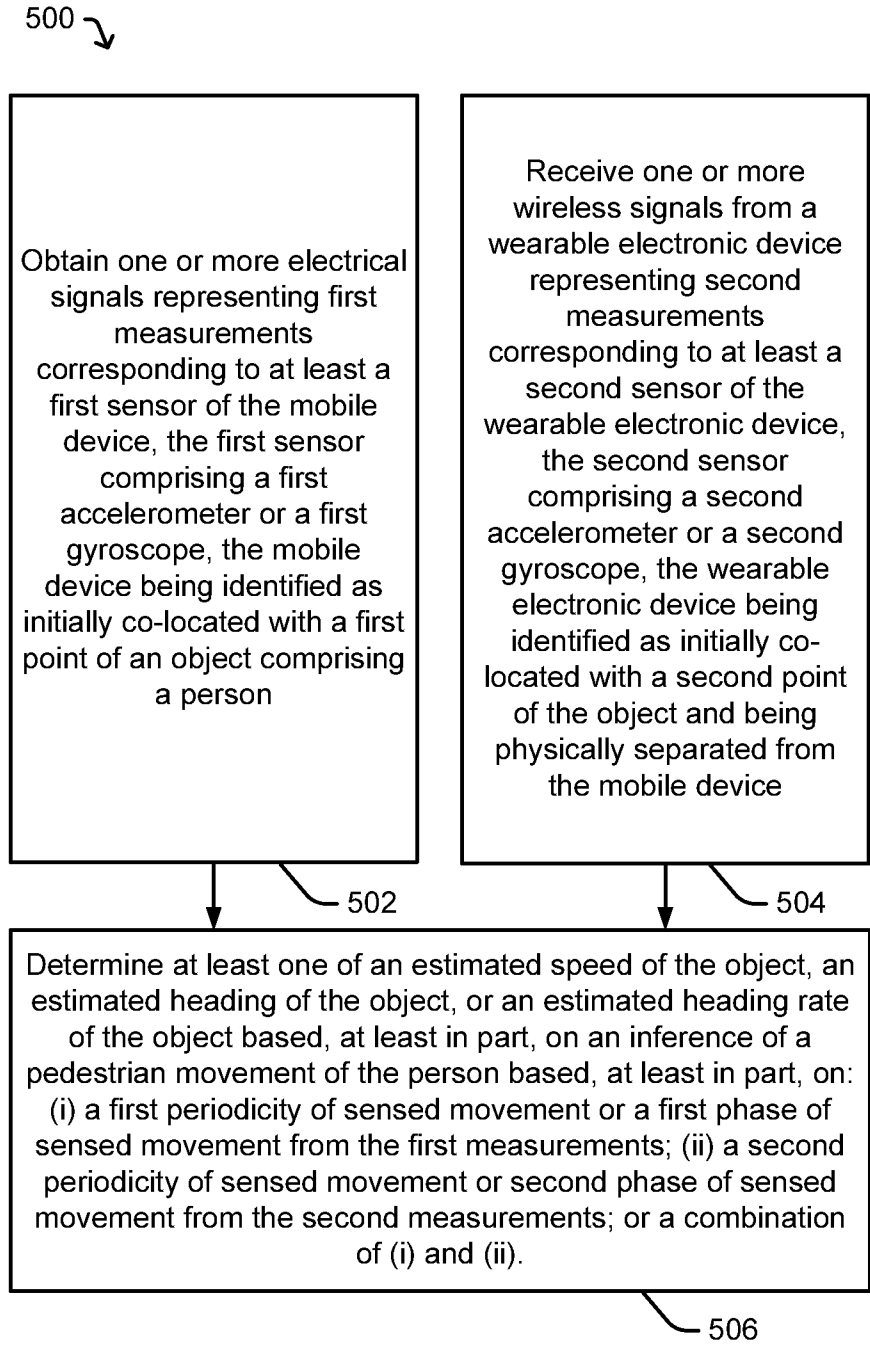 500
Obtain one or more electrical
signals representing first
measurements
corresponding to at least a
first sensor of the mobile
device, the first sensor
comprising a first
accelerometer or a first
gyroscope, the mobile
device being identified as
initially co-located with a first
point of an object comprising
a person
502
Receive one or more
wireless signals from a
wearable electronic device
representing second
measurements
corresponding to at least a
second sensor of the
wearable electronic device,
the second sensor
comprising a second
accelerometer or a second
gyroscope, the wearable
electronic device being
identified as initially co-
located with a second point
of the object and being
physically separated from
the mobile device
504
Determine at least one of an estimated speed of the object, an
estimated heading of the object, or an estimated heading rate
of the object based, at least in part, on an inference of a
pedestrian movement of the person based, at least in part, on:
(i) a first periodicity of sensed movement or a first phase of
sensed movement from the first measurements; (ii) a second
periodicity of sensed movement or second phase of sensed
movement from the second measurements; or a combination
of (i) and (ii).
506